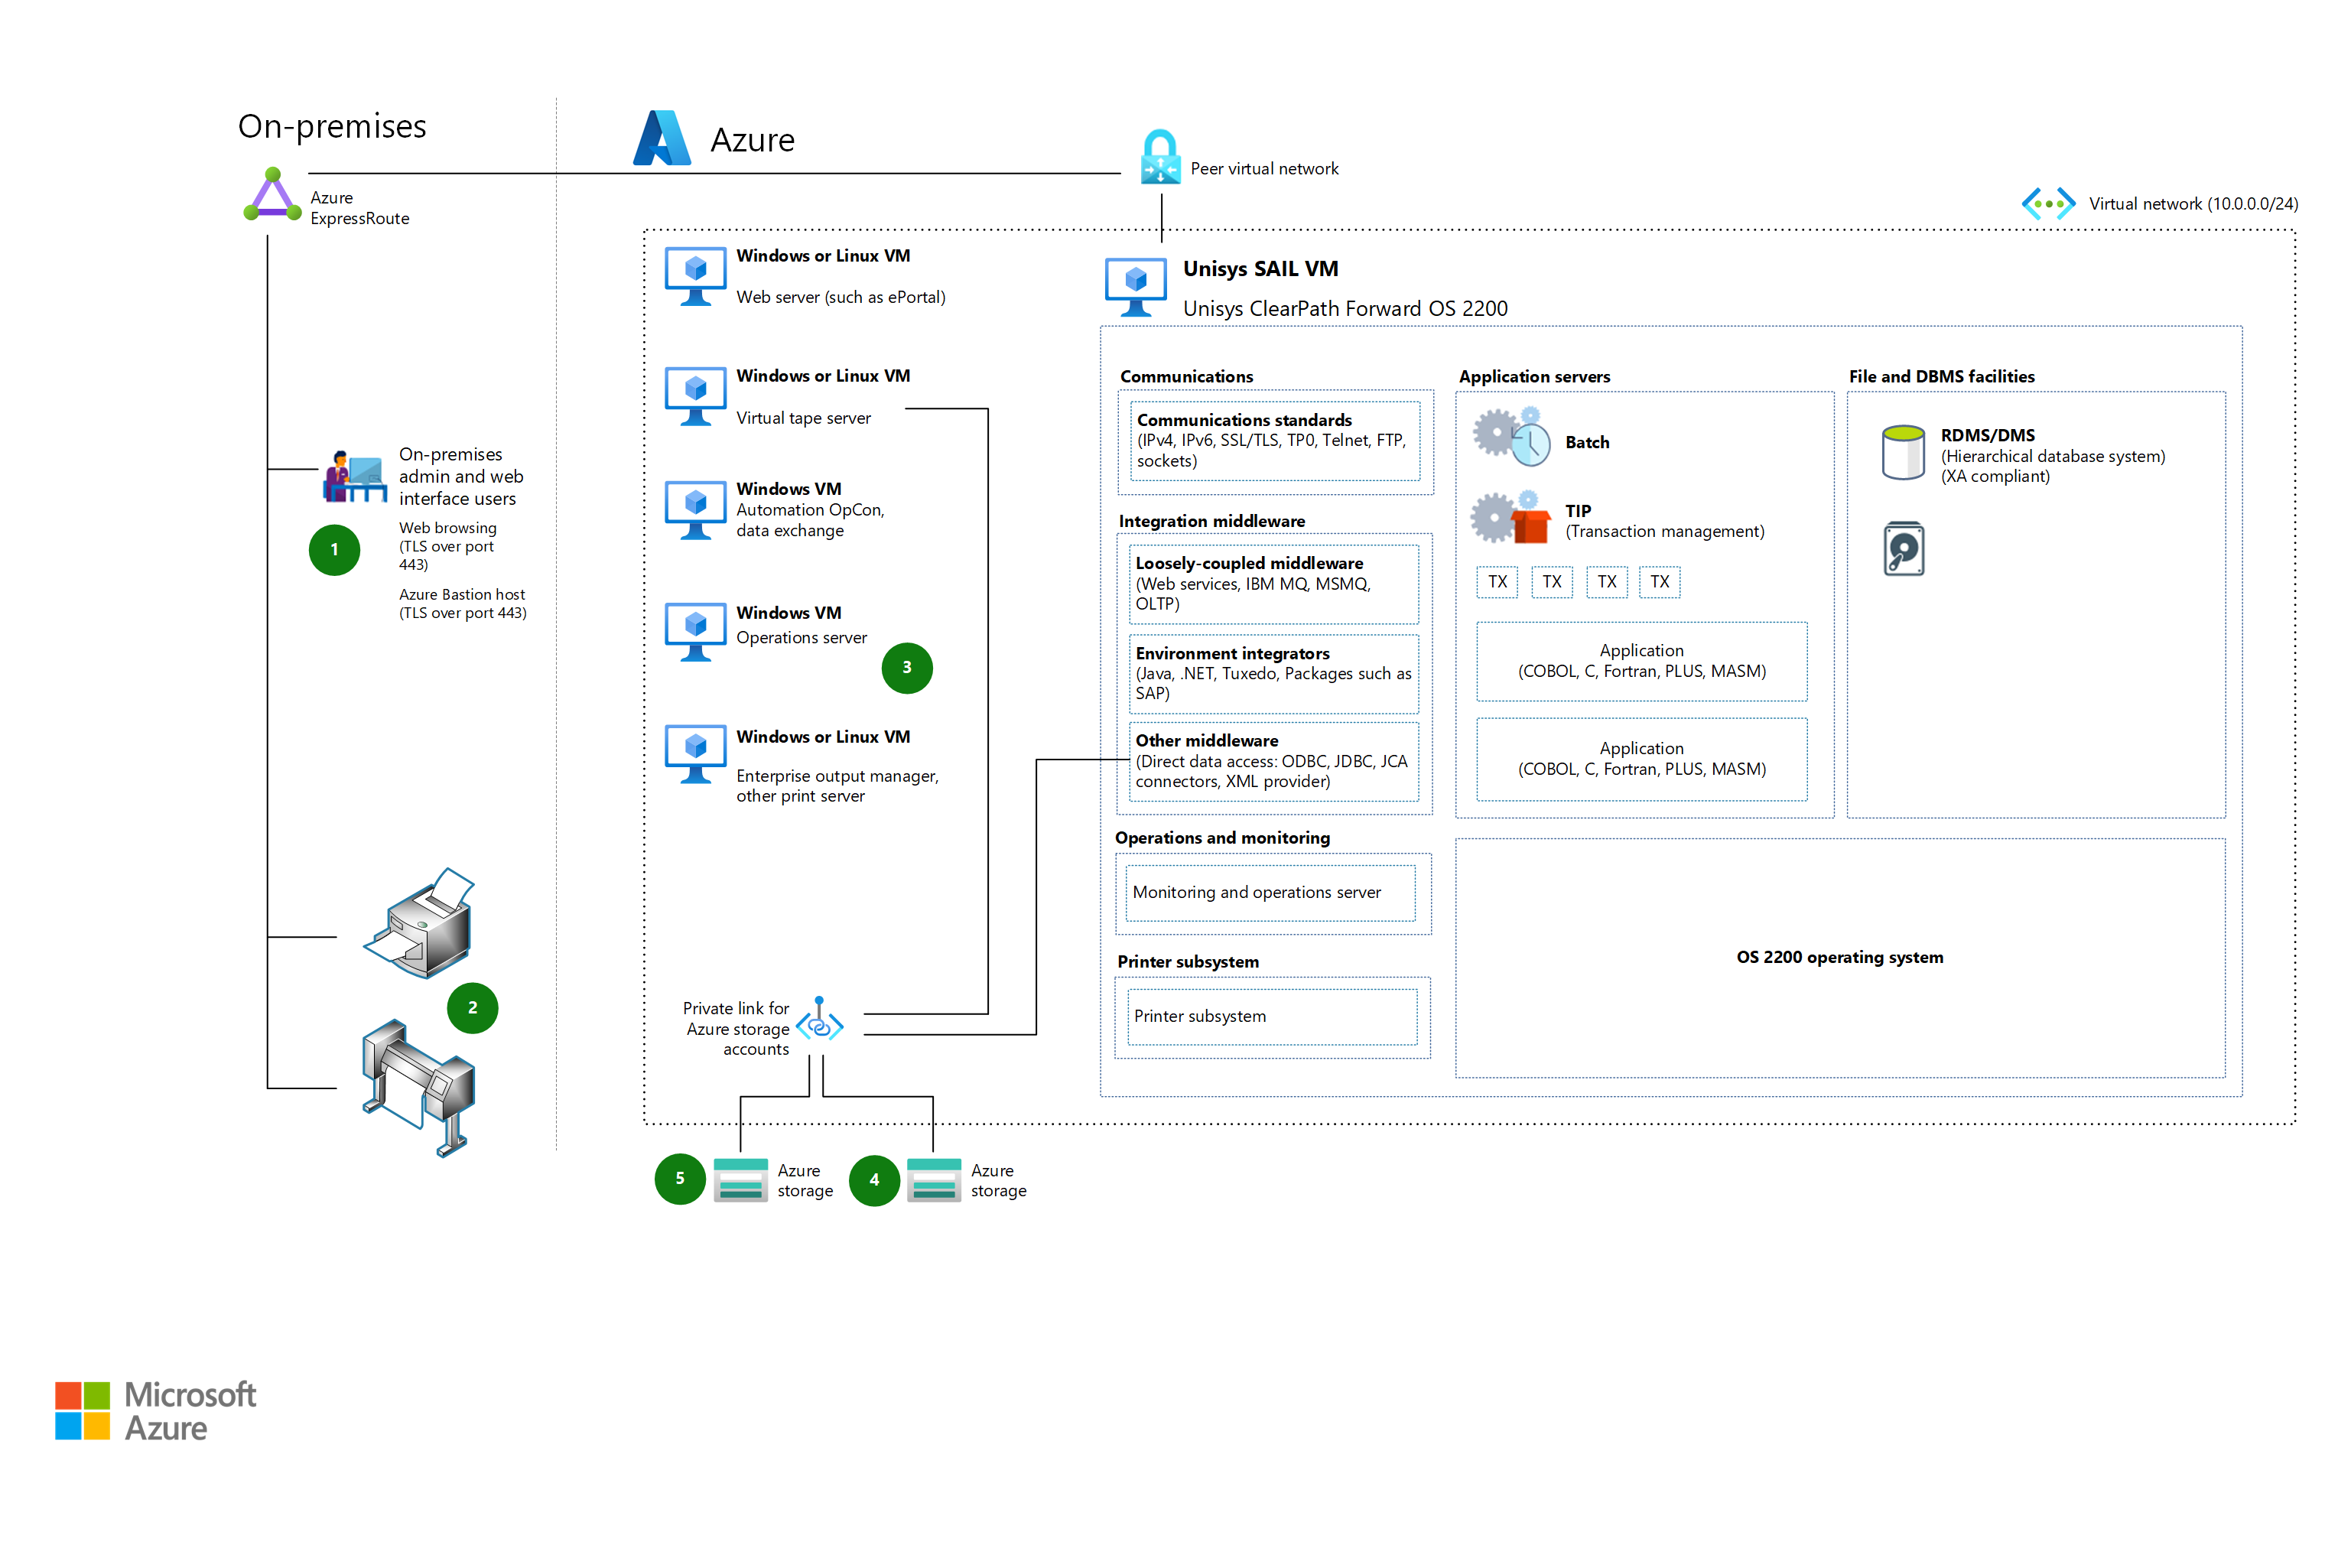 On-premises
Azure
Peer virtual network
Azure
ExpressRoute
Virtual network (10.0.0.0/24)
On-premises
admin and web
interface users
1
Web browsing
(TLS over port
443)
Azure Bastion host
(TLS over port 443)
2
Windows or Linux VM
Web server (such as ePortal)
Windows or Linux VM
Virtual tape server
Windows VM
Automation OpCon,
data exchange
Windows VM
Operations server
3
Windows or Linux VM
Enterprise output manager,
other print server
Private link for
Azure storage
accounts
5
Azure
storage
4
Azure
storage
Unisys SAIL VM
Unisys ClearPath Forward OS 2200
Communications
Communications standards
(IPv4, IPv6, SSL/TLS, TP0, Telnet, FTP,
sockets)
Integration middleware
Loosely-coupled middleware
(Web services, IBM MQ, MSMQ,
OLTP)
Environment integrators
(Java, .NET, Tuxedo, Packages such as
SAP)
Other middleware
(Direct data access: ODBC, JDBC, JCA
connectors, XML provider)
Operations and monitoring
Monitoring and operations server
Printer subsystem
Printer subsystem
Application servers
Batch
TIP
(Transaction management)
TX
TX
TX
TX
Application
(COBOL, C, Fortran, PLUS, MASM)
Application
(COBOL, C, Fortran, PLUS, MASM)
File and DBMS facilities
RDMS/DMS
(Hierarchical database system)
(XA compliant)
OS 2200 operating system
Microsoft
Azure